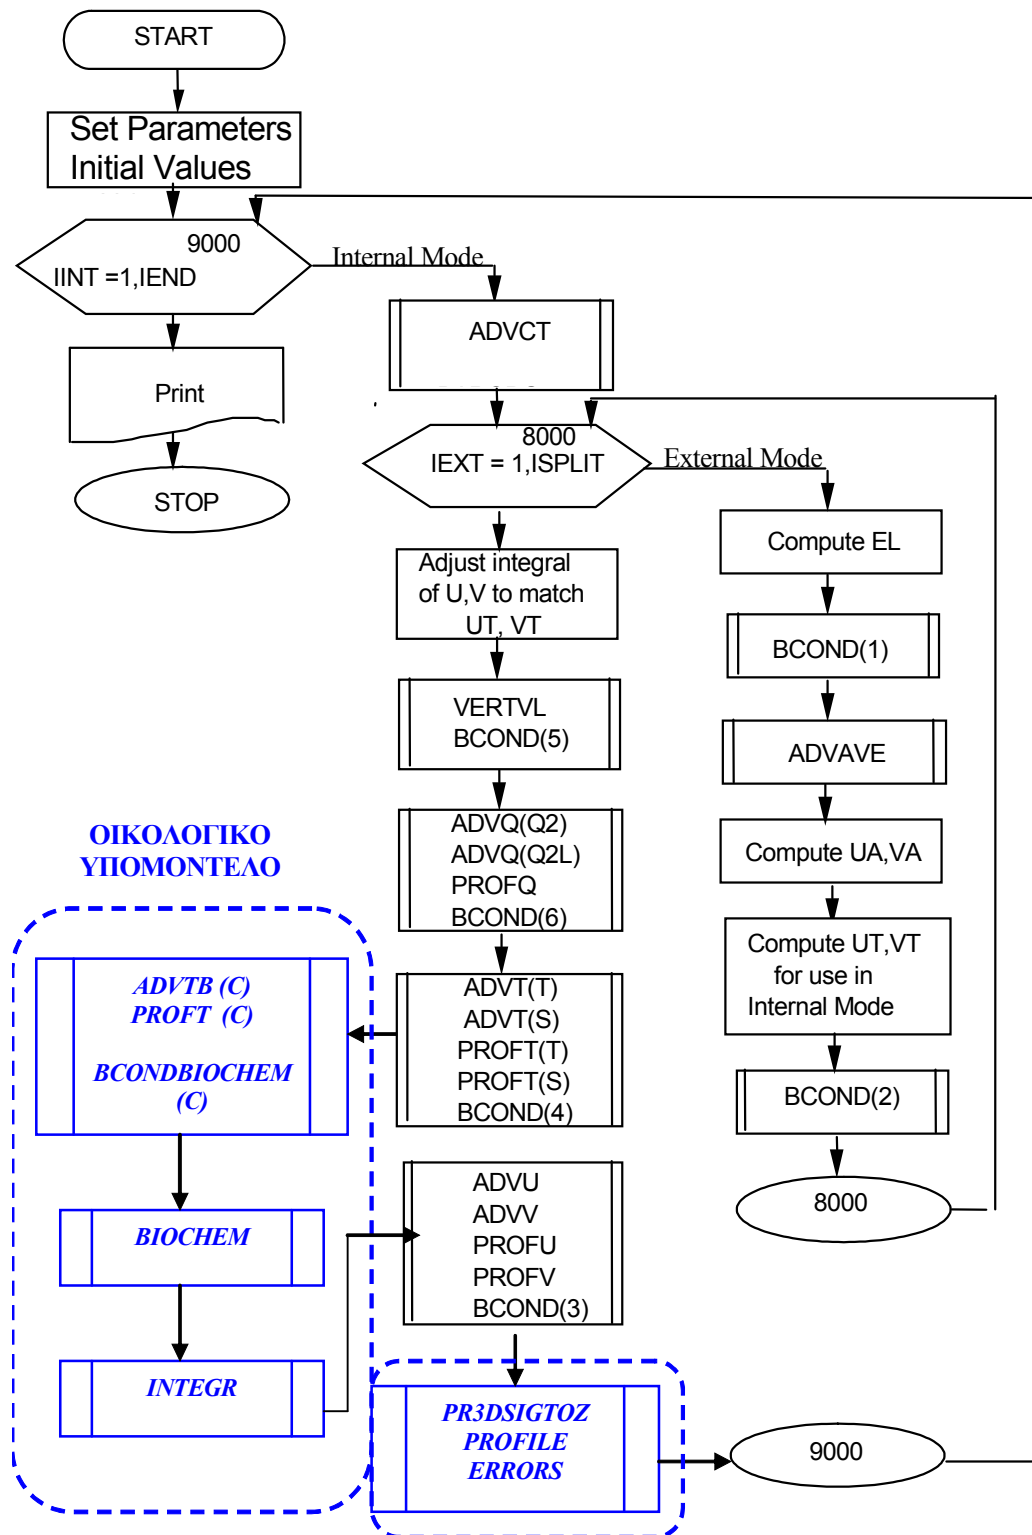 START
Set Parameters
Initial Values
9000
IINT =1,IEND
Internal Mode
Print
STOP
ADVCT
8000
IEXT = 1,ISPLIT
External Mode
Compute EL
BCOND(1)
ADVAVE
Compute UA,VA
Compute UT,VT
for use in
Internal Mode
BCOND(2)
8000
Adjust integral
of U,V to match
UT, VT
VERTVL
BCOND(5)
ADVQ(Q2)
ADVQ(Q2L)
PROFQ
BCOND(6)
ADVT(T)
ADVT(S)
PROFT(T)
PROFT(S)
BCOND(4)
ΟΙΚΟΛΟΓΙΚΟ
ΥΠΟΜΟΝΤΕΛΟ
ADVTB (C)
PROFT (C)
BCONDBIOCHEM
(C)
BIOCHEM
INTEGR
ADVU
ADVV
PROFU
PROFV
BCOND(3)
PR3DSIGTOZ
PROFILE
ERRORS
9000